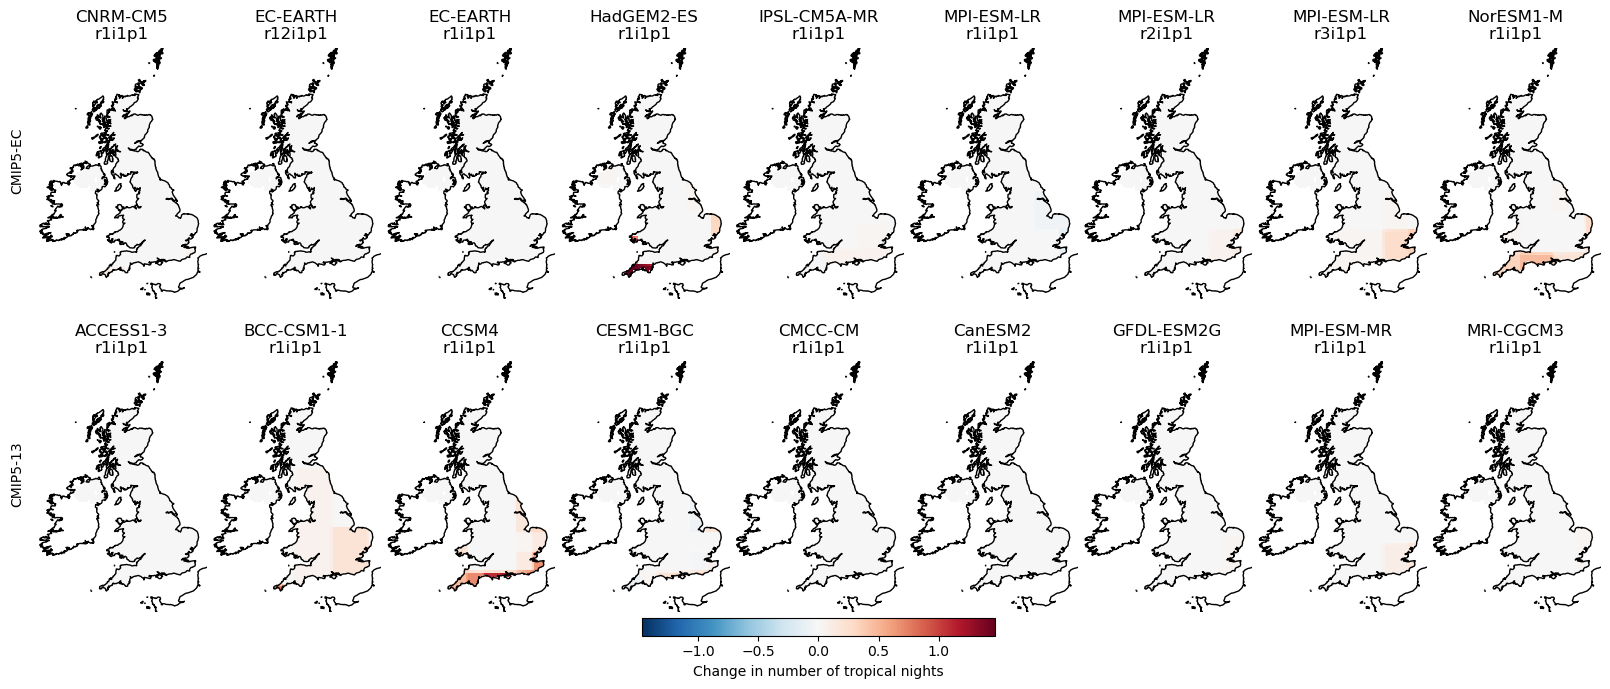 CNRM-CM5 EC-EARTH EC-EARTH HadGEM2-ES IPSL-CM5A-MR MPI-ESM-LR MPI-ESM-LR MPI-ESM-LR NorESM1-M
r1i1p1 r12i1p1 r1i1p1 r1i1p1 r1i1p1 r1i1p1 r2i1p1 r3i1p1 r1i1p1
CMIP5-EC
ACCESS1-3 BCC-CSM1-1 CCSM4 CESM1-BGC CMCC-CM CanESM2 GFDL-ESM2G MPI-ESM-MR MRI-CGCM3
r1i1p1 r1i1p1 r1i1p1 r1i1p1 r1i1p1 r1i1p1 r1i1p1 r1i1p1 r1i1p1
CMIP5-13
−1.0 −0.5 0.0 0.5 1.0
Change in number of tropical nights